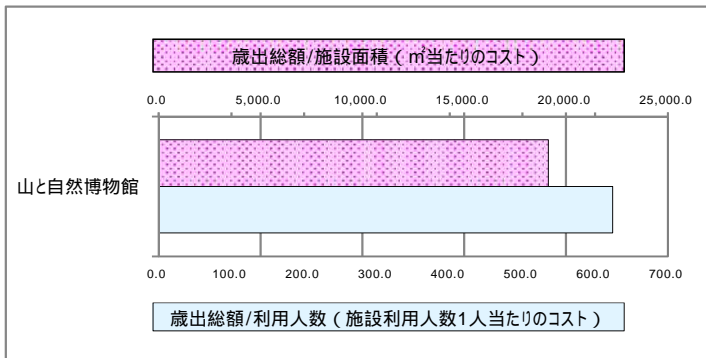 歳出総額/施設面積（㎡当たりのコスト）
0.0 5,000.0 10,000.0 15,000.0 20,000.0 25,000.0
山と自然博物館
0.0 100.0 200.0 300.0 400.0 500.0 600.0 700.0
歳出総額/利用人数（施設利用人数1人当たりのコスト）